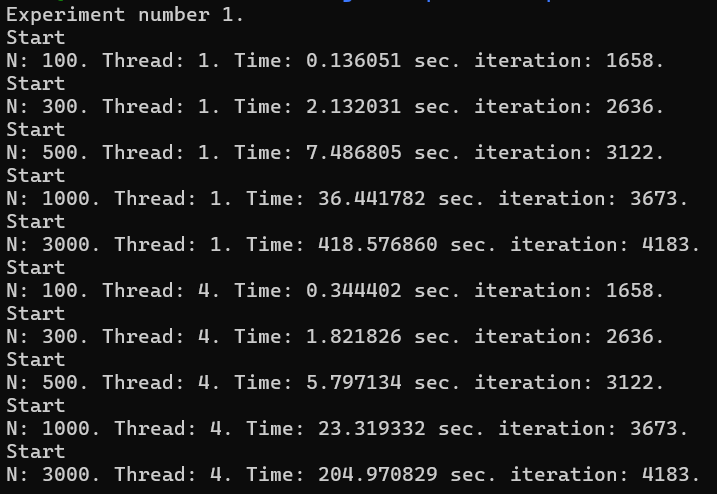 Experiment number 1.
Start
N: 100. Thread: 1. Time: 0.136051 sec. iteration: 1658.
Start
N: 300. Thread: 1. Time: 2.132031 sec. iteration: 2636.
Start
N: 500. Thread: 1. Time: 7.486805 sec. iteration: 3122.
Start
N: 1000. Thread: 1. Time: 36.441782 sec. iteration: 3673.
Start
N: 3000. Thread: 1. Time: 418.576860 sec. iteration: 4183.
Start
N: 100. Thread: 4. Time: 0.344402 sec. iteration: 1658.
Start
N: 300. Thread: 4. Time: 1.821826 sec. iteration: 2636.
Start
N: 500. Thread: 4. Time: 5.797134 sec. iteration: 3122.
Start
N: 1000. Thread: 4. Time: 23.319332 sec. iteration: 3673.
Start
N: 3000. Thread: 4. Time: 204.970829 sec. iteration: 4183.